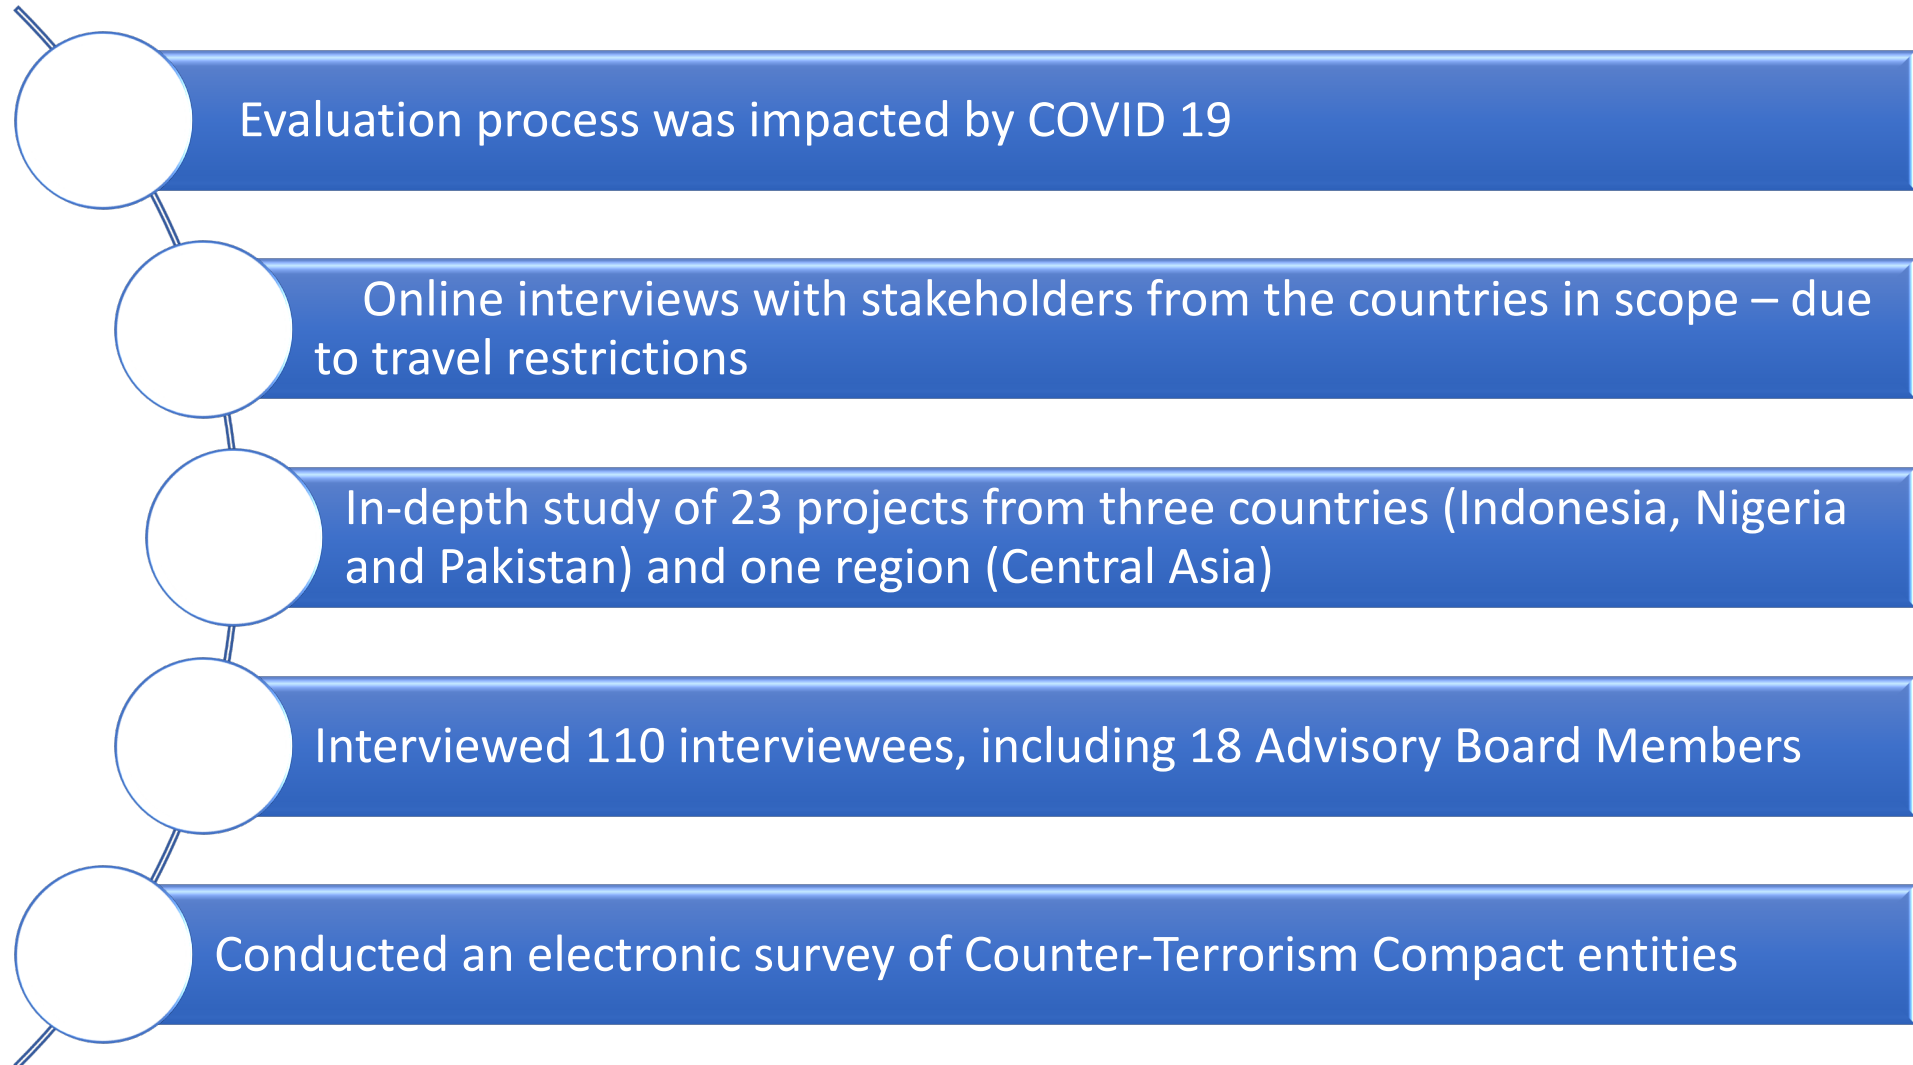 Evaluation process was impacted by COVID 19
Online interviews with stakeholders from the countries in scope – due
to travel restrictions
In-depth study of 23 projects from three countries (Indonesia, Nigeria
and Pakistan) and one region (Central Asia)
Interviewed 110 interviewees, including 18 Advisory Board Members
Conducted an electronic survey of Counter-Terrorism Compact entities